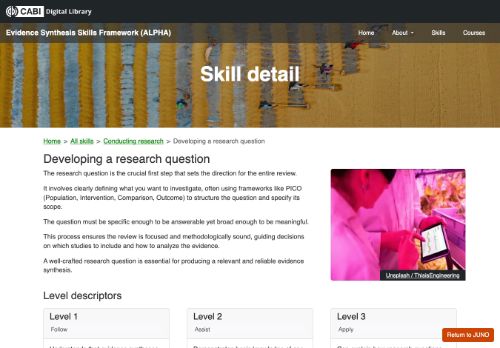 CABI Digital Library
Evidence Synthesis Skills Framework (ALPHA)
Home
About
Skills
Courses
Skill detail
Home > All skills > Conducting research > Developing a research question
Developing a research question
The research question is the crucial first step that sets the direction for the entire review.
It involves clearly defining what you want to investigate, often using frameworks like PICO
(Population, Intervention, Comparison, Outcome) to structure the question and specify its
scope.
The question must be specific enough to be answerable yet broad enough to be meaningful.
This process ensures the review is focused and methodologically sound, guiding decisions
on which studies to include and how to analyze the evidence.
A well-crafted research question is essential for producing a relevant and reliable evidence
synthesis.
Unsplash / ThisisEngineering
Level descriptors
Level 1
Follow
Level 2
Assist
Level 3
Apply
Return to JUNO